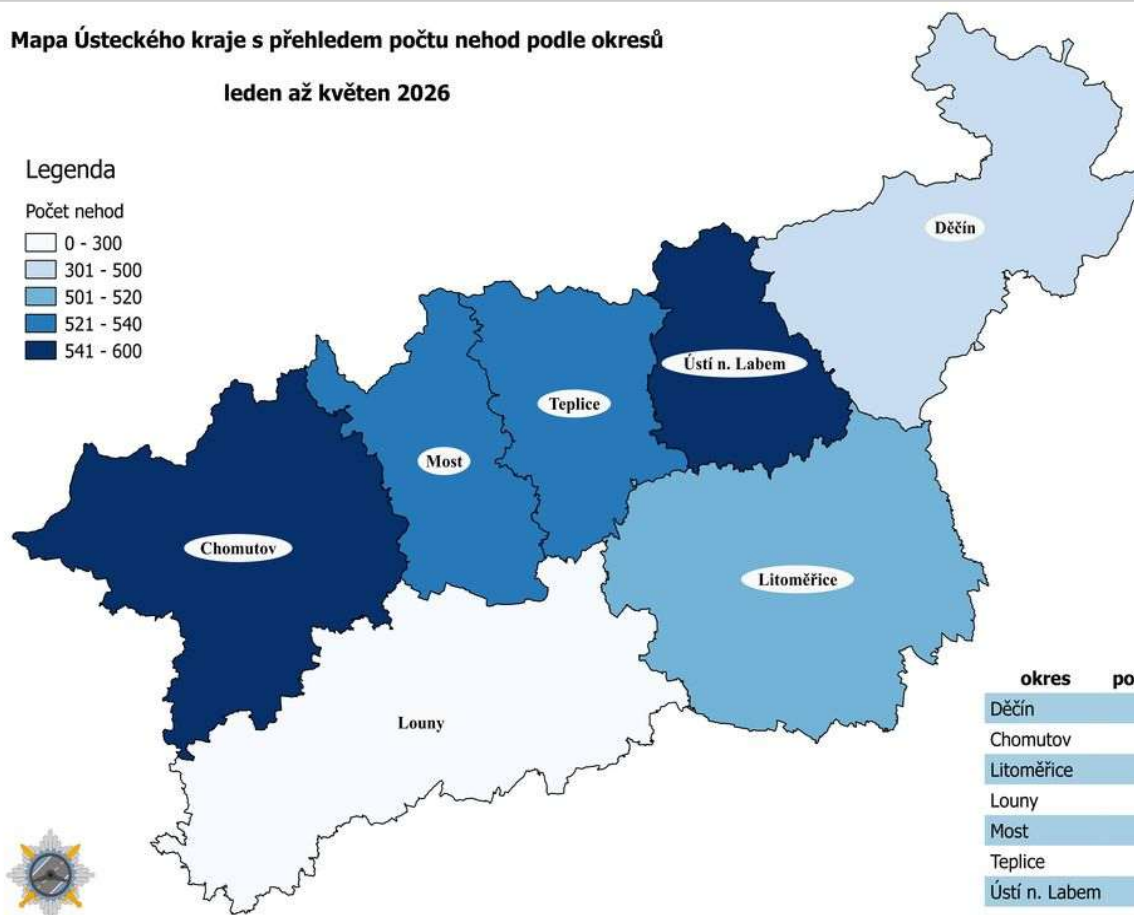 Mapa Ústeckého kraje s přehledem počtu nehod podle okresů
leden až květen 2026
Legenda
Počet nehod
0 - 300
301 - 500
501 - 520
521 - 540
541 - 600
Děčín
Ústí n. Labem
Teplice
Most
Chomutov
Litoměřice
Louny
okres po
Děčín
Chomutov
Litoměřice
Louny
Most
Teplice
Ústí n. Labem